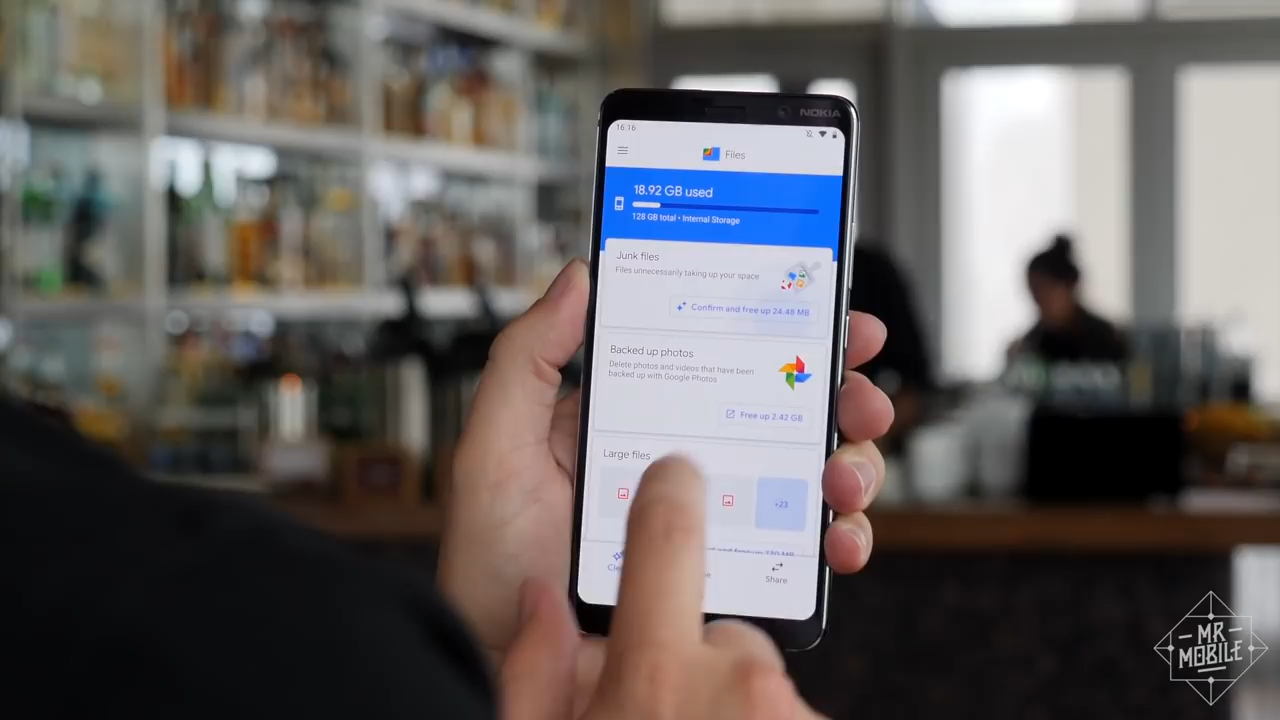 NOKIA
16:16
Files
18.92 GB used
128 GB total • Internal Storage
Junk files
Files unnecessarily taking up your space
Confirm and free up 24.48 MB
Backed up photos
Delete photos and videos that have been
backed up with Google Photos
Free up 2.42 GB
Large files
+23
Share
MR
MOBILE